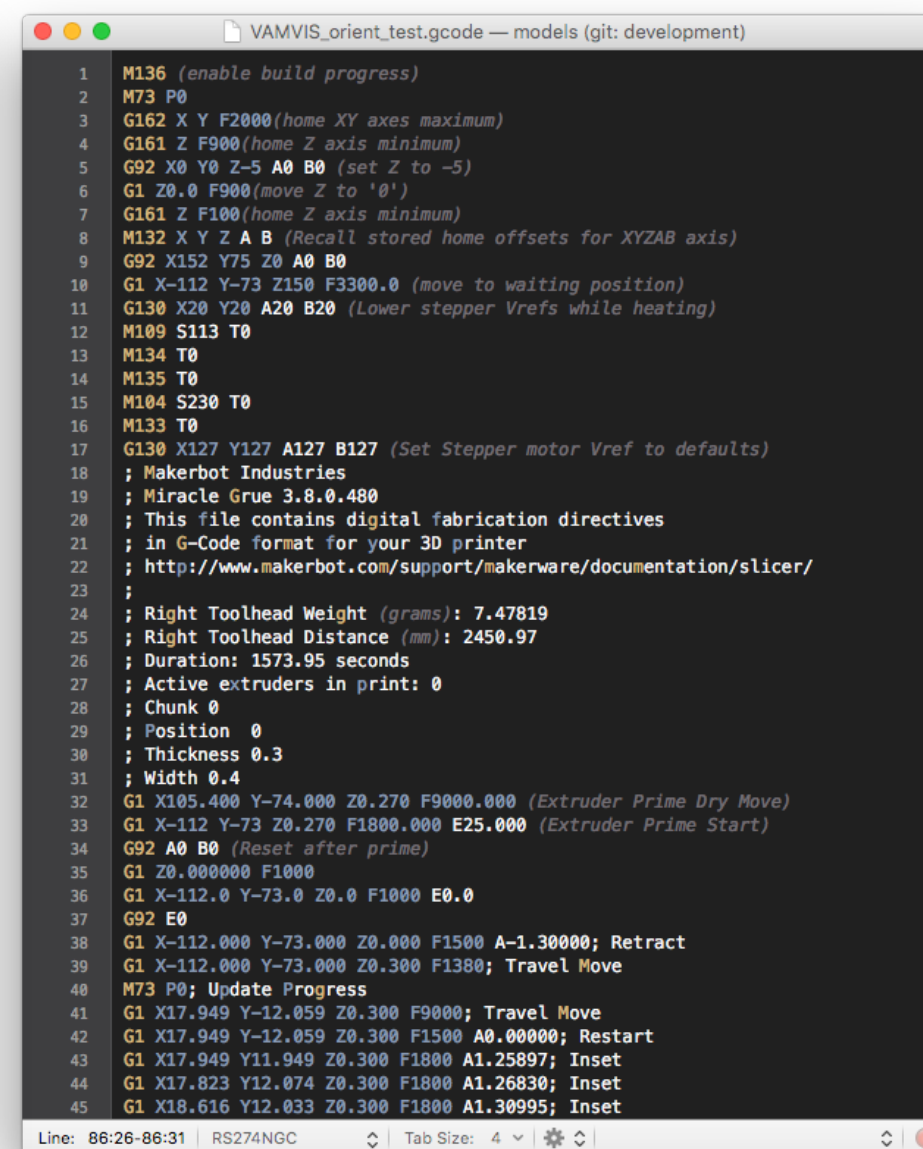 VAMVIS_orient_test.gcode — models (git: development)
1 M136 (enable build progress)
2 M73 P0
3 G162 X Y F2000(home XY axes maximum)
4 G161 Z F900(home Z axis minimum)
5 G92 X0 Y0 Z-5 A0 B0 (set Z to -5)
6 G1 Z0.0 F900(move Z to '0')
7 G161 Z F100(home Z axis minimum)
8 M132 X Y Z A B (Recall stored home offsets for XYZAB axis)
9 G92 X152 Y75 Z0 A0 B0
10 G1 X-112 Y-73 Z150 F3300.0 (move to waiting position)
11 G130 X20 Y20 A20 B20 (Lower stepper Vrefs while heating)
12 M109 S113 T0
13 M134 T0
14 M135 T0
15 M104 S230 T0
16 M133 T0
17 G130 X127 Y127 A127 B127 (Set Stepper motor Vref to defaults)
18 ; Makerbot Industries
19 ; Miracle Grue 3.8.0.480
20 ; This file contains digital fabrication directives
21 ; in G-Code format for your 3D printer
22 ; http://www.makerbot.com/support/makerware/documentation/slicer/
23 ;
24 ; Right Toolhead Weight (grams): 7.47819
25 ; Right Toolhead Distance (mm): 2450.97
26 ; Duration: 1573.95 seconds
27 ; Active extruders in print: 0
28 ; Chunk 0
29 ; Position  0
30 ; Thickness 0.3
31 ; Width 0.4
32 G1 X105.400 Y-74.000 Z0.270 F9000.000 (Extruder Prime Dry Move)
33 G1 X-112 Y-73 Z0.270 F1800.000 E25.000 (Extruder Prime Start)
34 G92 A0 B0 (Reset after prime)
35 G1 Z0.000000 F1000
36 G1 X-112.0 Y-73.0 Z0.0 F1000 E0.0
37 G92 E0
38 G1 X-112.000 Y-73.000 Z0.000 F1500 A-1.30000; Retract
39 G1 X-112.000 Y-73.000 Z0.300 F1380; Travel Move
40 M73 P0; Update Progress
41 G1 X17.949 Y-12.059 Z0.300 F9000; Travel Move
42 G1 X17.949 Y-12.059 Z0.300 F1500 A0.00000; Restart
43 G1 X17.949 Y11.949 Z0.300 F1800 A1.25897; Inset
44 G1 X17.823 Y12.074 Z0.300 F1800 A1.26830; Inset
45 G1 X18.616 Y12.033 Z0.300 F1800 A1.30995; Inset
Line: 86:26-86:31 RS274NGC Tab Size: 4